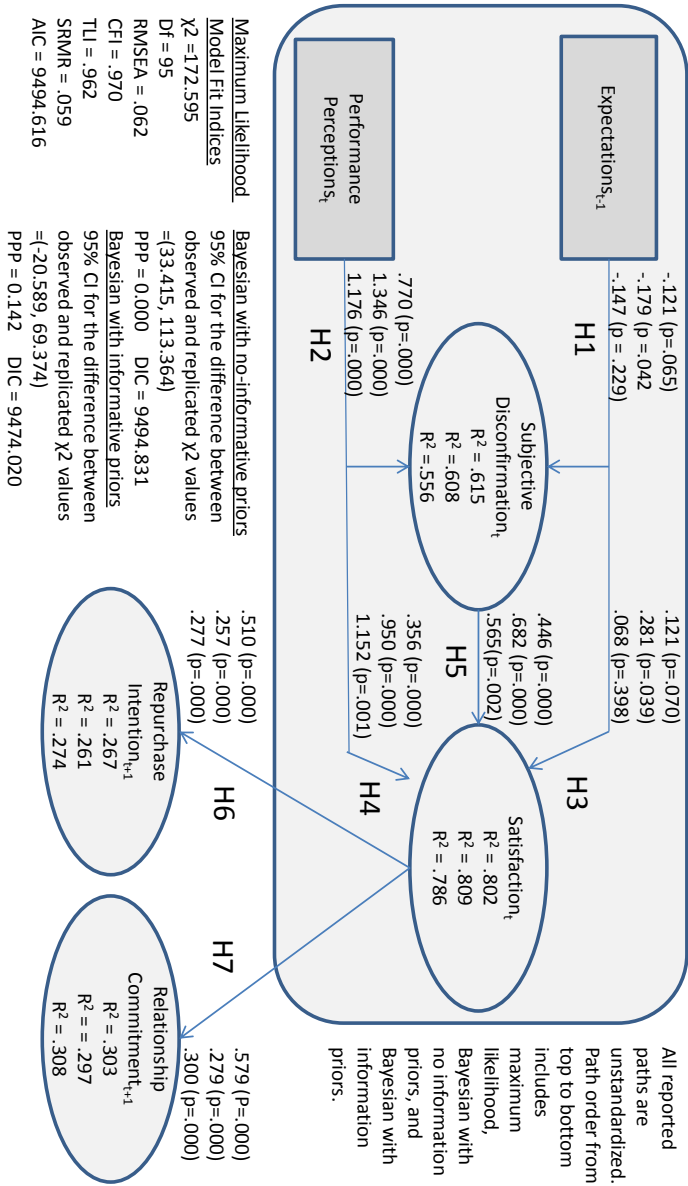 Expectations t-1
Performance
Perceptions t
-.121 (p=.065)
-.179 (p =.042
-.147 (p = .229)
H1
.770 (p=.000)
1.346 (p=.000)
1.176 (p=.000)
H2
Subjective
Disconfirmation t
R² = .615
R² = .608
R² =.556
.121 (p=.070)
.281 (p=.039)
.068 (p=.398)
H3
.446 (p=.000)
.682 (p=.000)
.565(p=.002)
H5
.356 (p=.000)
.950 (p=.000)
1.152 (p=.001)
H4
Satisfaction t
R² = .802
R² = .809
R² = .786
All reported
paths are
unstandardized.
Path order from
top to bottom
includes
maximum
likelihood,
Bayesian with
no information
priors, and
Bayesian with
information
priors.
Maximum Likelihood
Model Fit Indices
χ2 =172.595
Df = 95
RMSEA = .062
CFI = .970
TLI = .962
SRMR = .059
AIC = 9494.616
Bayesian with no-informative priors
95% CI for the difference between
observed and replicated χ2 values
=(33.415, 113.364)
PPP = 0.000 DIC = 9494.831
Bayesian with informative priors
95% CI for the difference between
observed and replicated χ2 values
=(-20.589, 69.374)
PPP = 0.142 DIC = 9474.020
.510 (p=.000)
.257 (p=.000)
.277 (p=.000)
H6
Repurchase
Intention t+1
R² = .267
R² = .261
R² = .274
H7
.579 (P=.000)
.279 (p=.000)
.300 (p=.000)
Relationship
Commitment t+1
R² = .303
R² = = .297
R² = .308